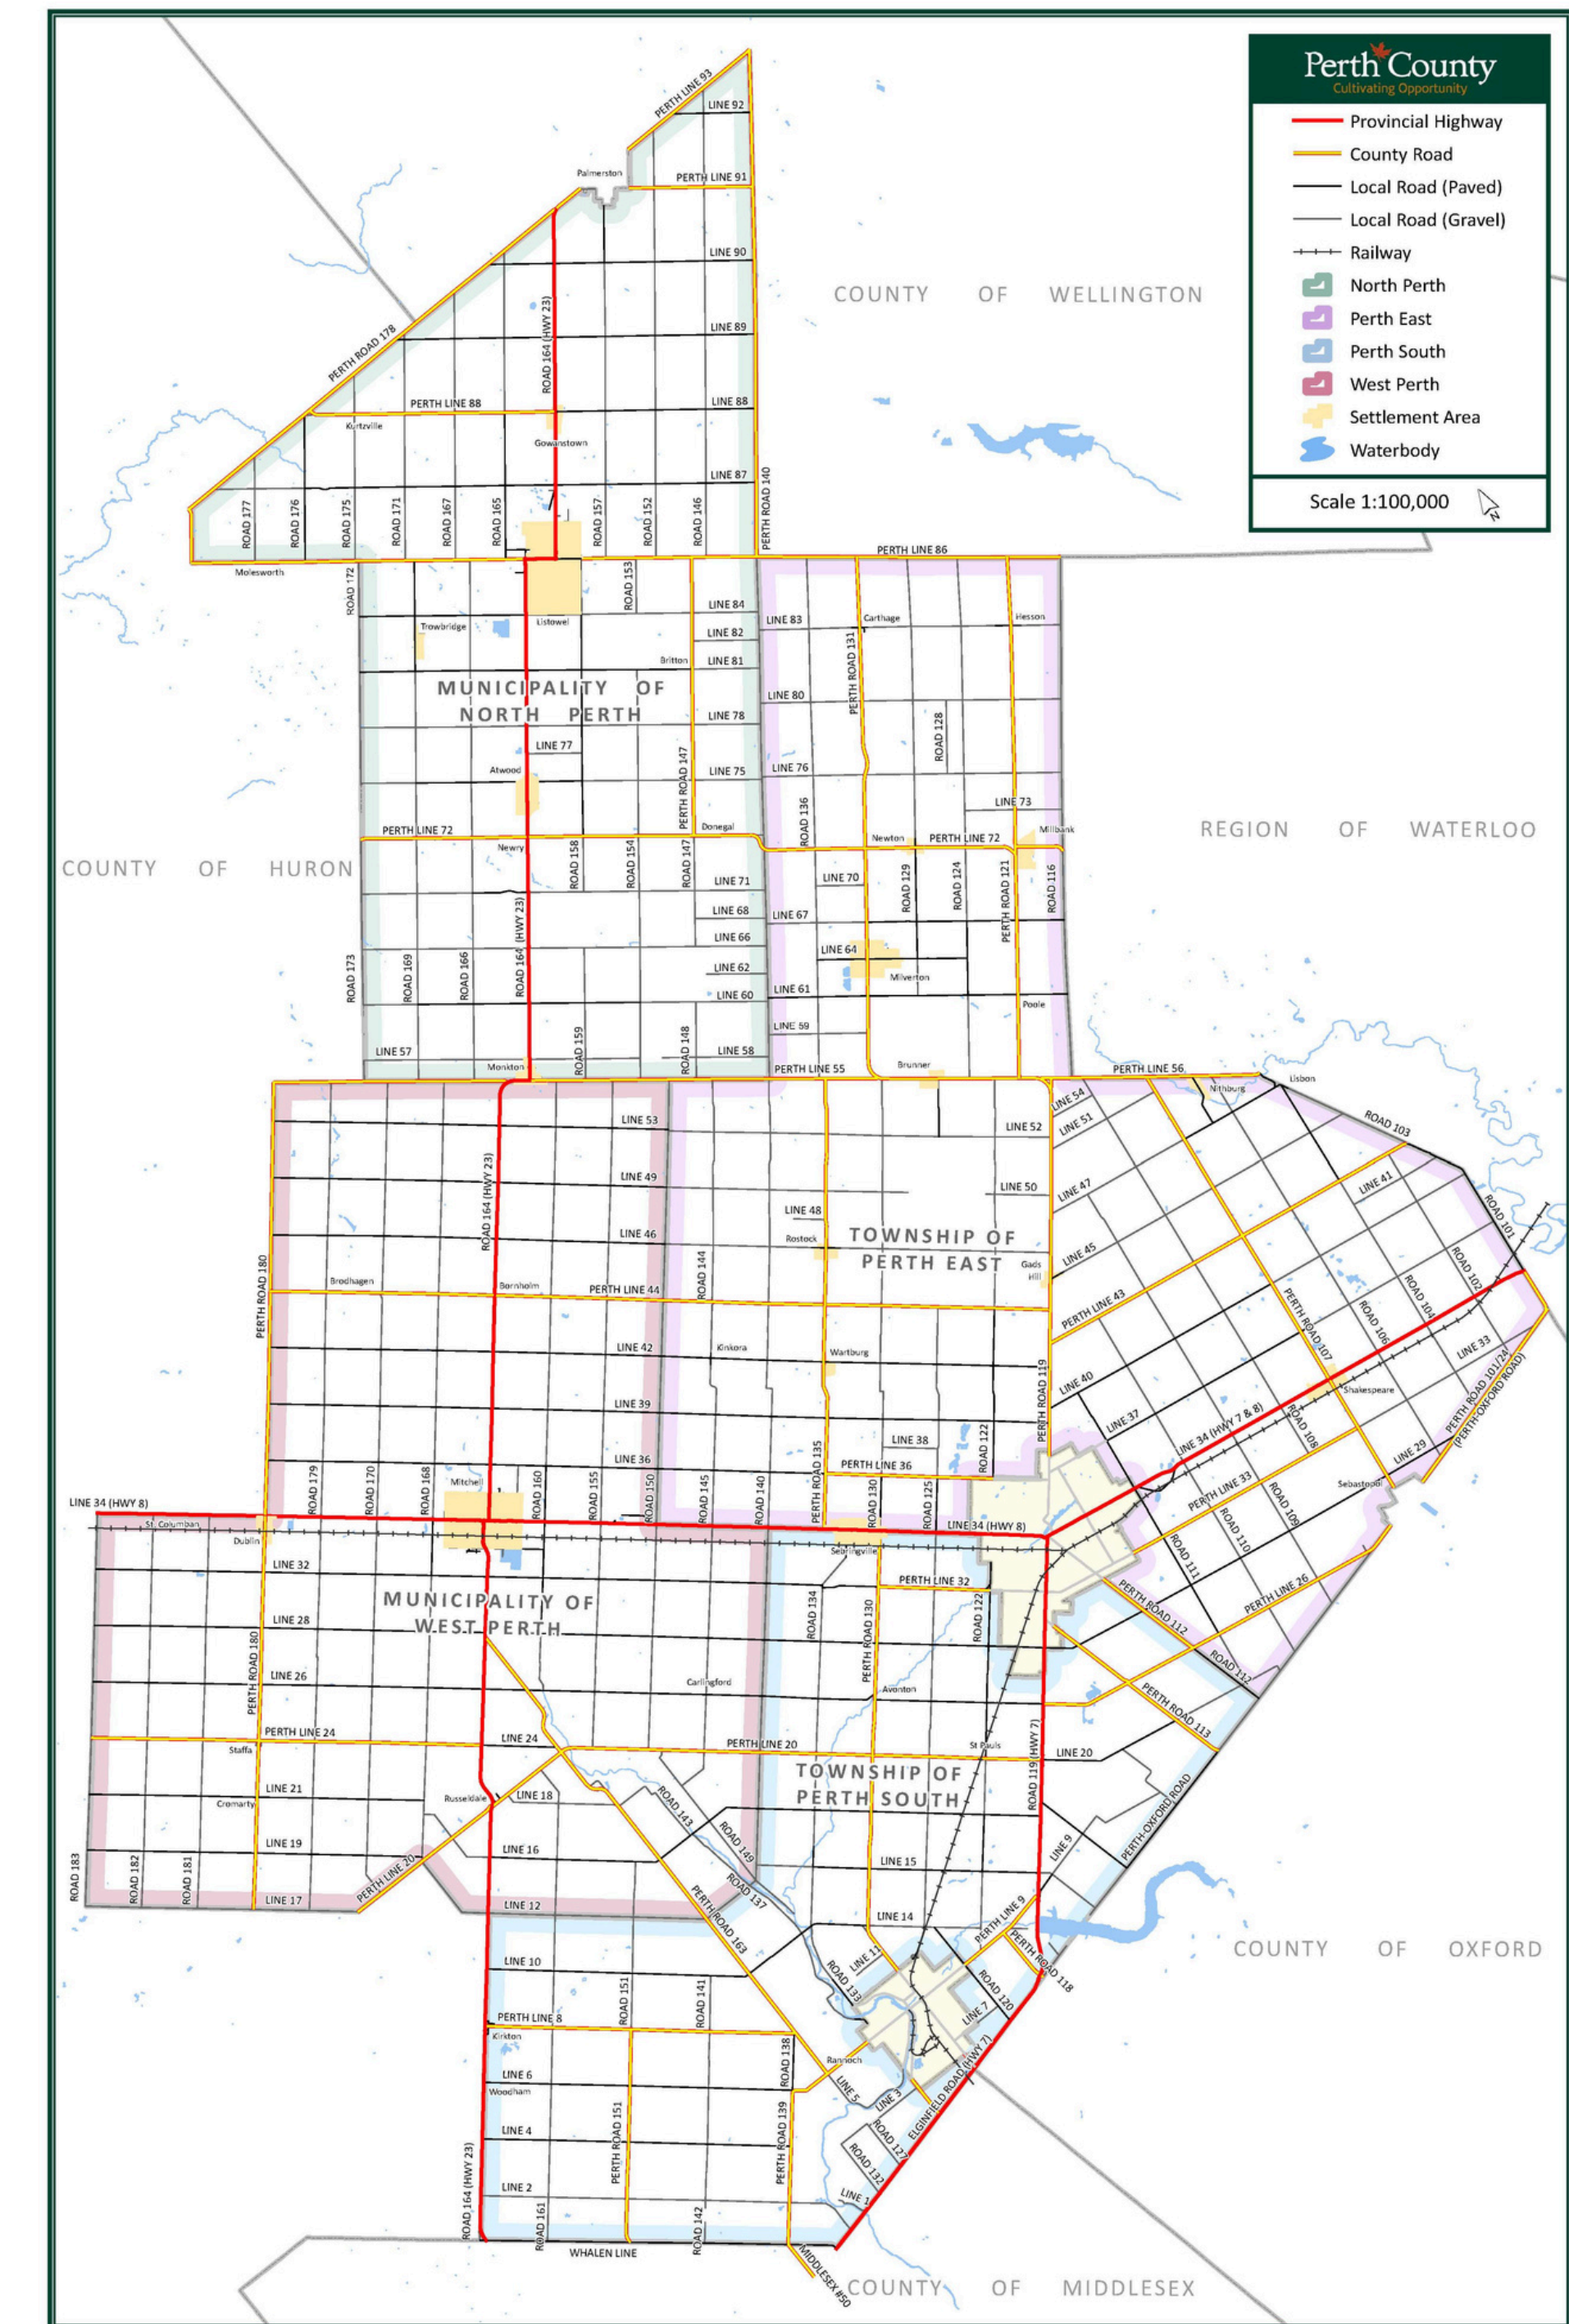 Perth County
Cultivating Opportunity
Provincial Highway
County Road
Local Road (Paved)
Local Road (Gravel)
Railway
North Perth
Perth East
Perth South
West Perth
Settlement Area
Waterbody
Scale 1:100,000
N
PERTH LINE 93
LINE 92
Palmerston
PERTH LINE 91
LINE 90
COUNTY OF WELLINGTON
ROAD 164 (HWY 23)
LINE 89
PERTH ROAD 178
PERTH LINE 88
LINE 88
Kurtzville
Gowanstown
LINE 87
PERTH ROAD 140
ROAD 177
ROAD 176
ROAD 175
ROAD 171
ROAD 167
ROAD 165
ROAD 157
ROAD 152
ROAD 146
PERTH LINE 86
Molesworth
ROAD 172
ROAD 153
LINE 84
Trowbridge
Listowel
LINE 83
Carthage
Hesson
LINE 82
Britton
LINE 81
PERTH ROAD 131
MUNICIPALITY OF
NORTH PERTH
LINE 80
LINE 78
ROAD 128
LINE 77
Atwood
PERTH ROAD 147
LINE 75
LINE 76
ROAD 136
LINE 73
PERTH LINE 72
Donegal
Newton
PERTH LINE 72
Millbank
REGION OF WATERLOO
COUNTY OF HURON
Newry
ROAD 158
ROAD 154
ROAD 147
LINE 71
LINE 70
ROAD 129
ROAD 124
PERTH ROAD 121
ROAD 116
LINE 68
LINE 67
ROAD 164 (HWY 23)
LINE 66
LINE 64
ROAD 173
ROAD 169
ROAD 166
LINE 62
Milverton
LINE 60
LINE 61
Poole
LINE 59
ROAD 159
ROAD 148
LINE 57
LINE 58
Monkton
PERTH LINE 55
Brunner
PERTH LINE 56
Nithburg
Lisbon
LINE 54
LINE 53
LINE 52
LINE 51
ROAD 103
ROAD 164 (HWY 23)
LINE 49
LINE 50
LINE 47
LINE 41
LINE 48
ROAD 101
LINE 46
Rostock
TOWNSHIP OF
PERTH EAST
Gads
Hill
LINE 45
PERTH ROAD 180
Brodhagen
Bornholm
PERTH LINE 44
ROAD 144
ROAD 102
ROAD 104
PERTH LINE 43
PERTH ROAD 107
ROAD 106
LINE 42
Kinkora
Wartburg
LINE 33
PERTH ROAD 119
LINE 40
Shakespeare
PERTH ROAD 101/24
(PERTH-OXFORD ROAD)
LINE 39
LINE 37
LINE 34 (HWY 7 & 8)
ROAD 108
LINE 38
ROAD 122
LINE 36
PERTH LINE 36
LINE 29
Sebastopol
Mitchell
ROAD 179
ROAD 170
ROAD 168
ROAD 160
ROAD 155
ROAD 150
ROAD 145
ROAD 140
PERTH ROAD 135
ROAD 130
ROAD 125
PERTH LINE 33
ROAD 109
LINE 34 (HWY 8)
St. Columban
Dublin
LINE 34 (HWY 8)
Sebringville
ROAD 110
ROAD 111
LINE 32
PERTH LINE 32
PERTH ROAD 112
PERTH LINE 26
MUNICIPALITY OF
WEST PERTH
LINE 28
ROAD 134
PERTH ROAD 130
ROAD 122
PERTH ROAD 180
LINE 26
Carlingford
Avonton
ROAD 112
PERTH ROAD 113
PERTH LINE 24
Staffa
LINE 24
PERTH LINE 20
St Pauls
LINE 20
ROAD 119 (HWY 7)
TOWNSHIP OF
PERTH SOUTH
LINE 21
Cromarty
Russeldale
LINE 18
ROAD 143
PERTH-OXFORD ROAD
ROAD 149
LINE 19
LINE 16
LINE 9
LINE 15
ROAD 183
ROAD 182
ROAD 181
PERTH LINE 20
LINE 17
ROAD 137
LINE 12
PERTH ROAD 163
LINE 14
PERTH LINE 9
LINE 11
PERTH ROAD 118
COUNTY OF OXFORD
LINE 10
ROAD 133
ROAD 120
ROAD 151
ROAD 141
LINE 7
PERTH LINE 8
Kirkton
ROAD 138
Rannoch
LINE 6
Woodham
LINE 5
LINE 3
ELGINFIELD ROAD (HWY 7)
LINE 4
PERTH ROAD 151
PERTH ROAD 139
ROAD 127
ROAD 132
ROAD 164 (HWY 23)
LINE 2
LINE 1
ROAD 161
ROAD 142
WHALEN LINE
MIDDLESEX #50
COUNTY OF MIDDLESEX